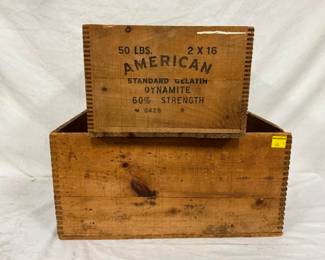 50 LBS. 2 X 16
AMERICAN
STANDARD GELATIN
DYNAMITE
60% STRENGTH